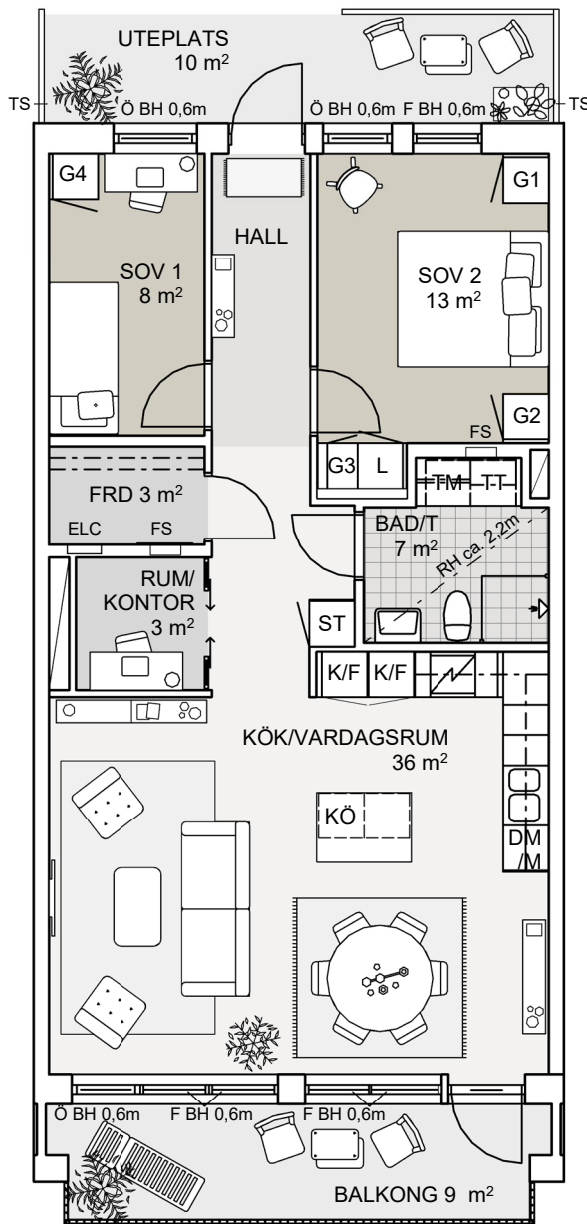 UTEPLATS
10 m²
TS
TS
Ö BH 0,6m
Ö BH 0,6m
F BH 0,6m
G4
G1
HALL
SOV 1
8 m²
SOV 2
13 m²
G2
FS
G3
L
TM
TT
FRD 3 m²
ELC
FS
BAD/T
7 m²
RH ca. 2,2m
RUM/
KONTOR
3 m²
ST
K/F
K/F
KÖK/VARDAGSRUM
36 m²
KÖ
DM
/M
Ö BH 0,6m
F BH 0,6m
F BH 0,6m
BALKONG 9 m²